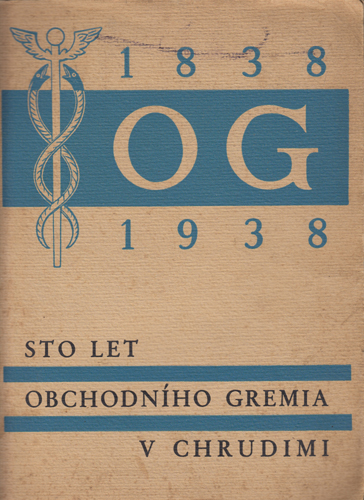 1838
OG
1938
STO LET
OBCHODNÍHO GREMIA
V CHRUDIMI